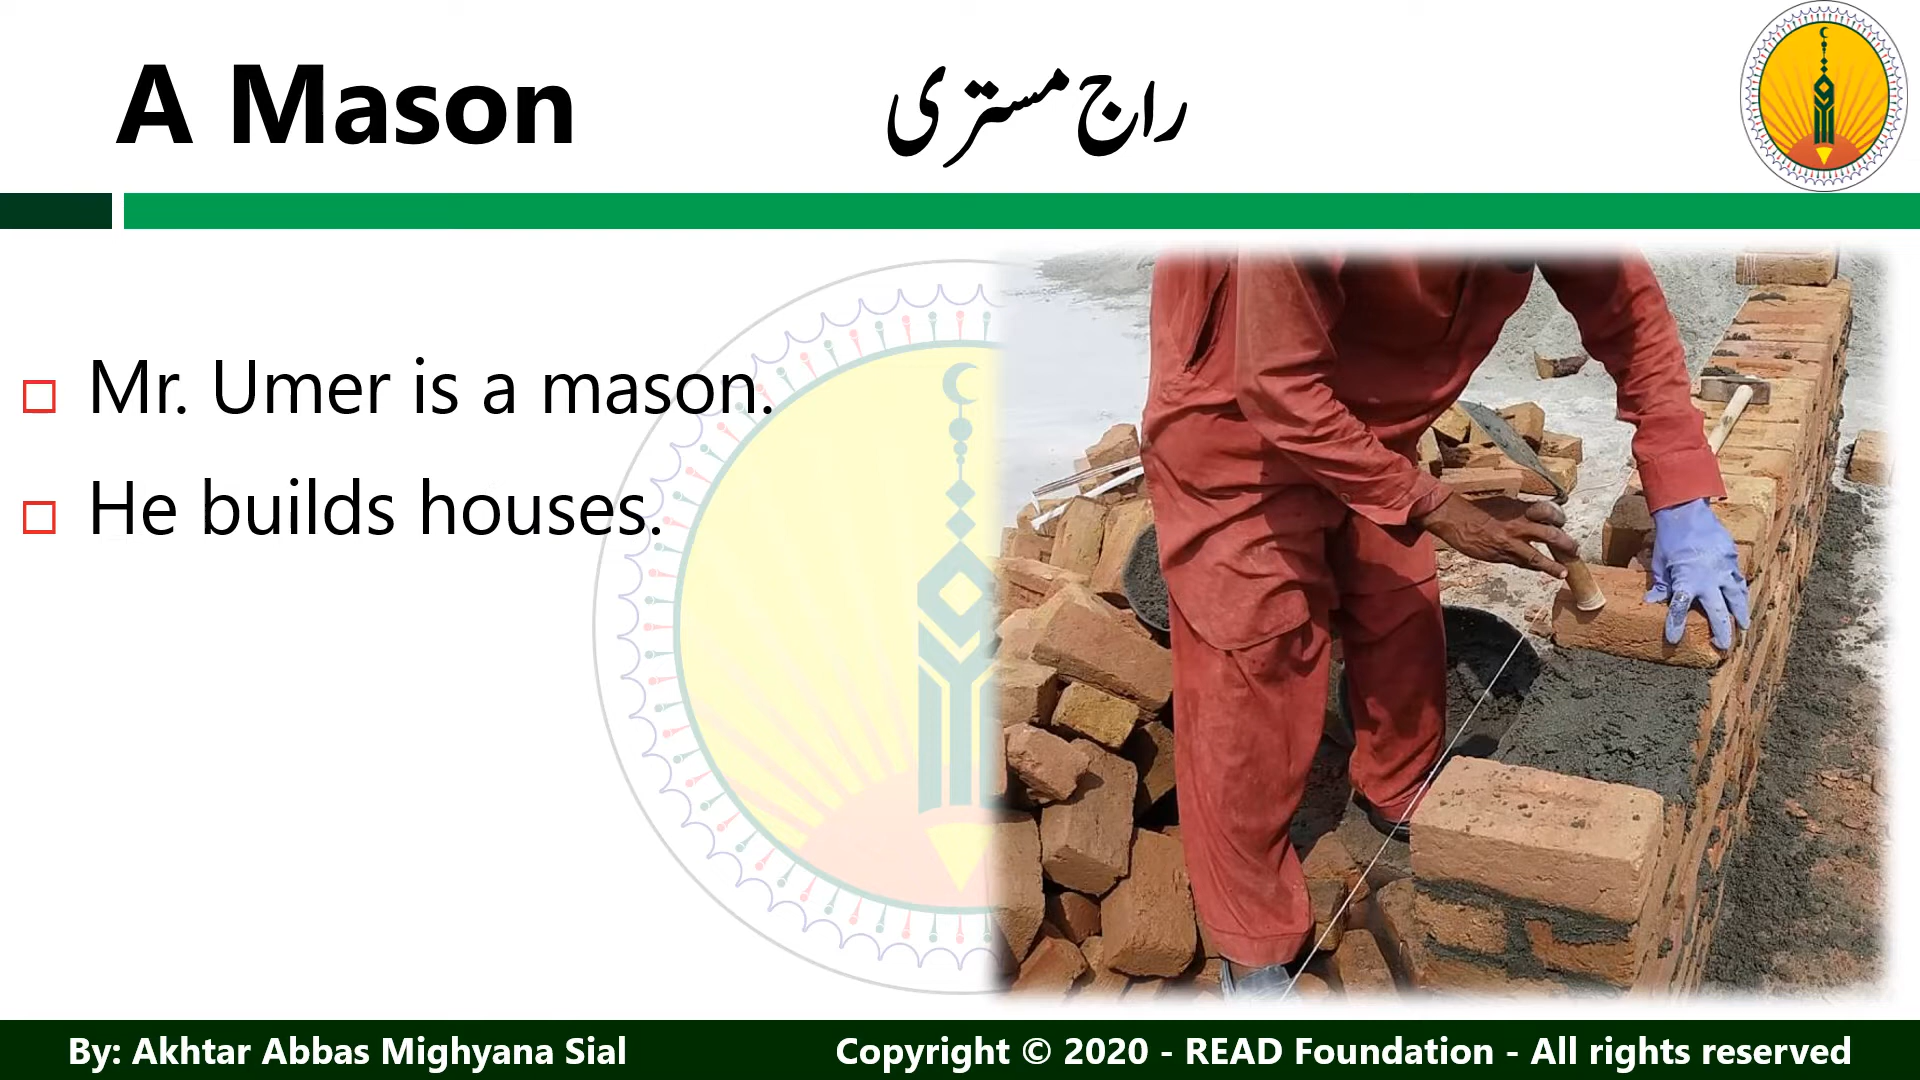 A Mason
راج مستری
Mr. Umer is a mason.
He builds houses.
By: Akhtar Abbas Mighyana Sial
Copyright © 2020 - READ Foundation - All rights reserved